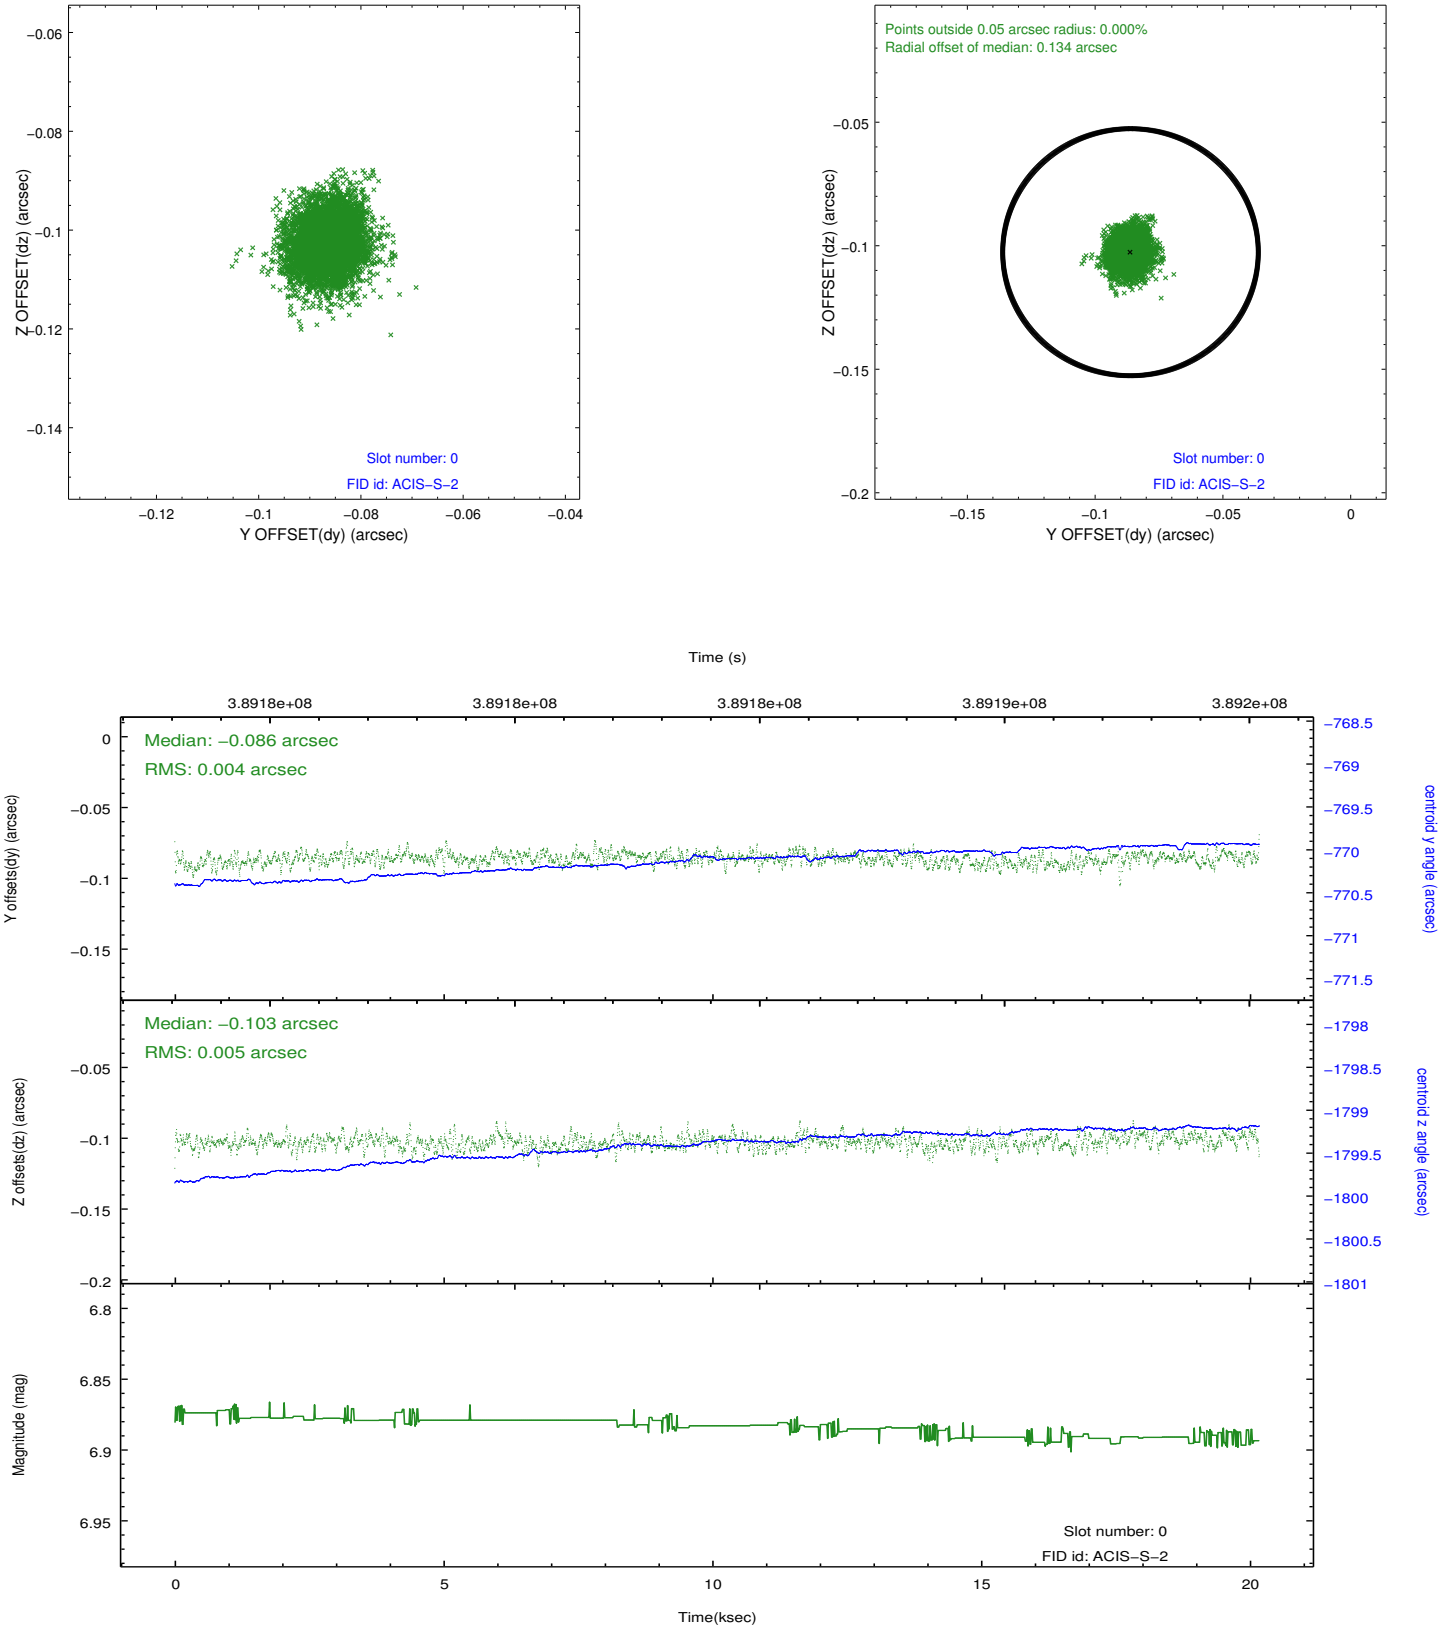 −0.06
−0.08
−0.1
−0.12
−0.14
Z OFFSET(dz) (arcsec)
Slot number: 0
FID id: ACIS−S−2
−0.12
−0.1
−0.08
−0.06
−0.04
Y OFFSET(dy) (arcsec)
Points outside 0.05 arcsec radius: 0.000%
Radial offset of median: 0.134 arcsec
−0.05
−0.1
−0.15
−0.2
Z OFFSET(dz) (arcsec)
Slot number: 0
FID id: ACIS−S−2
−0.15
−0.1
−0.05
0
Y OFFSET(dy) (arcsec)
Time (s)
3.8918e+08
3.8918e+08
3.8918e+08
3.8919e+08
3.892e+08
Median: −0.086 arcsec
RMS: 0.004 arcsec
0
−0.05
−0.1
−0.15
Y offsets(dy) (arcsec)
−768.5
−769
−769.5
−770
−770.5
−771
−771.5
centroid y angle (arcsec)
Median: −0.103 arcsec
RMS: 0.005 arcsec
−0.05
−0.1
−0.15
−0.2
Z offsets(dz) (arcsec)
−1798
−1798.5
−1799
−1799.5
−1800
−1800.5
−1801
centroid z angle (arcsec)
6.8
6.85
6.9
6.95
Magnitude (mag)
Slot number: 0
FID id: ACIS−S−2
0
5
10
15
20
Time(ksec)